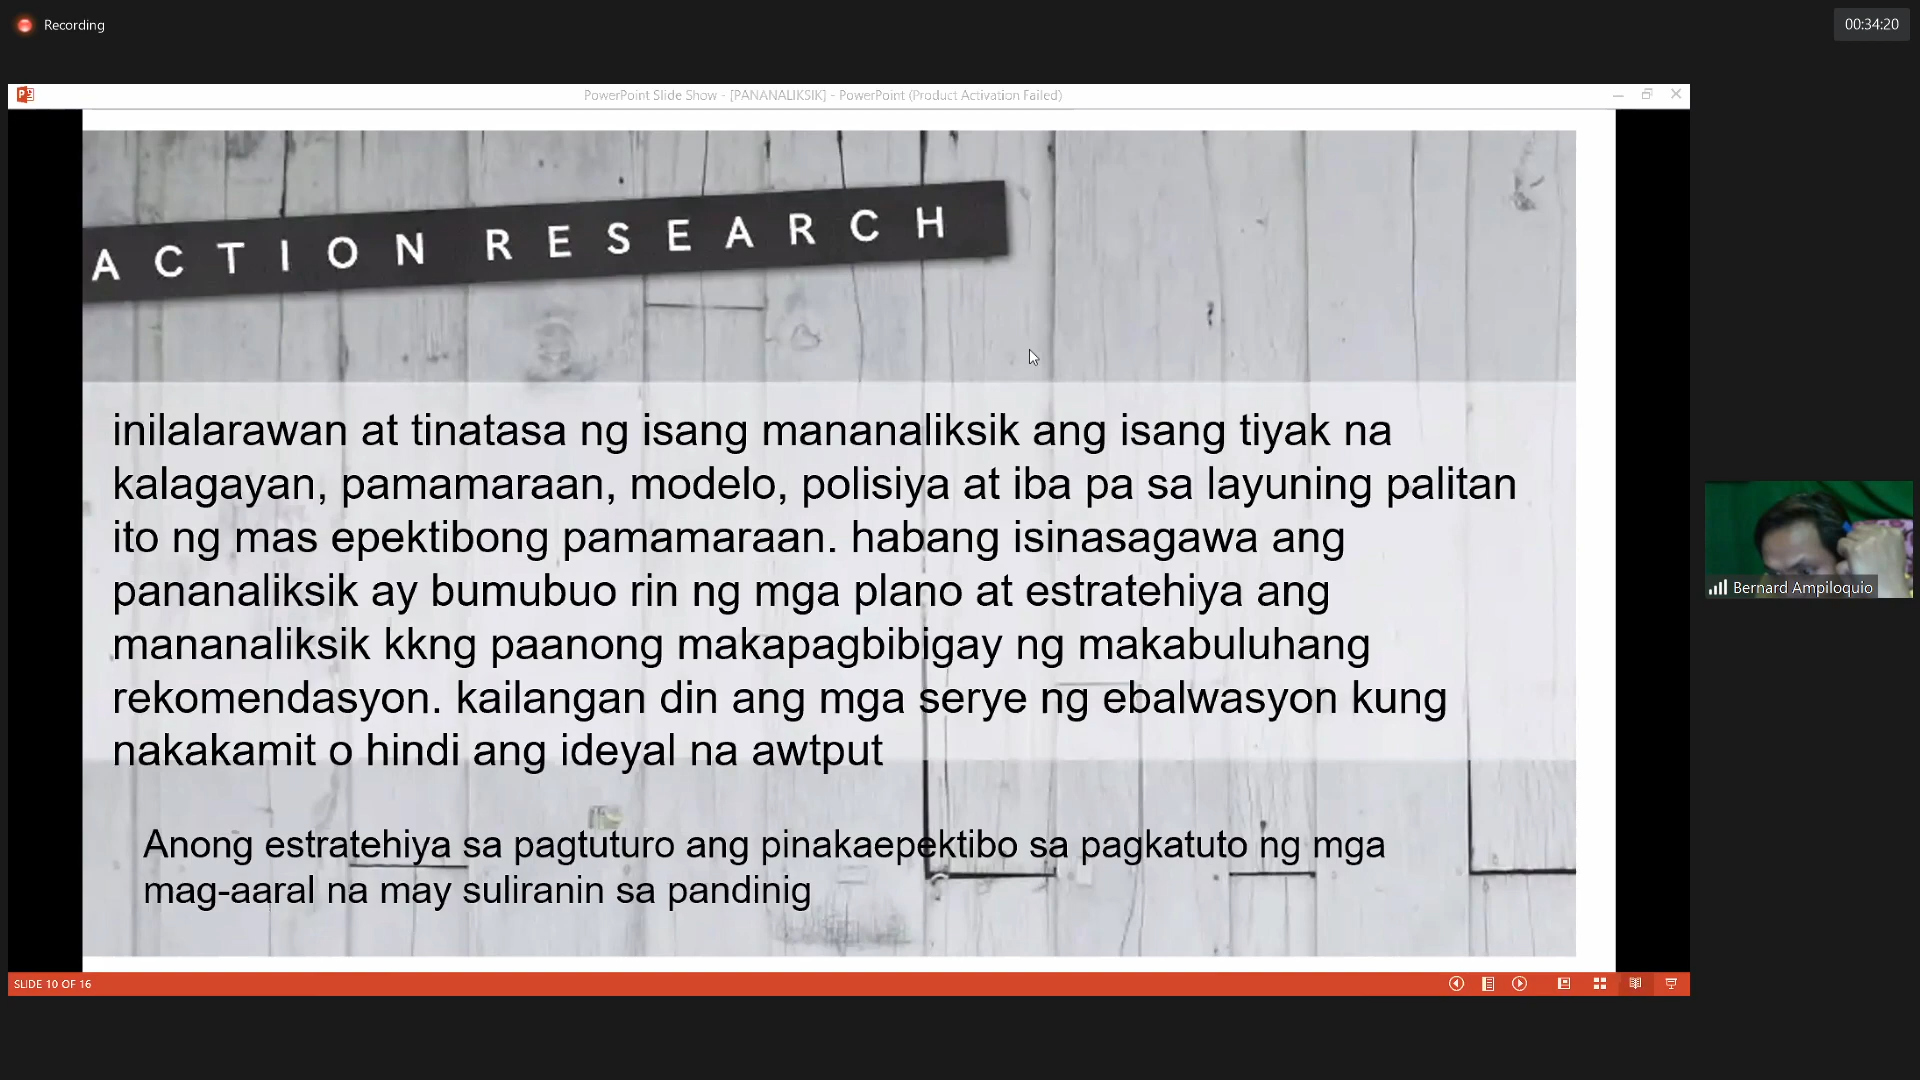 Recording
00:34:20
PowerPoint Slide Show - [PANANALIKSIK] - PowerPoint (Product Activation Failed)
ACTION RESEARCH
inilalarawan at tinatasa ng isang mananaliksik ang isang tiyak na
kalagayan, pamamaraan, modelo, polisiya at iba pa sa layuning palitan
ito ng mas epektibong pamamaraan. habang isinasagawa ang
pananaliksik ay bumubuo rin ng mga plano at estratehiya ang
mananaliksik kkng paanong makapagbibigay ng makabuluhang
rekomendasyon. kailangan din ang mga serye ng ebalwasyon kung
nakakamit o hindi ang ideyal na awtput
Anong estratehiya sa pagtuturo ang pinakaepektibo sa pagkatuto ng mga
mag-aaral na may suliranin sa pandinig
Bernard Ampiloquio
SLIDE 10 OF 16